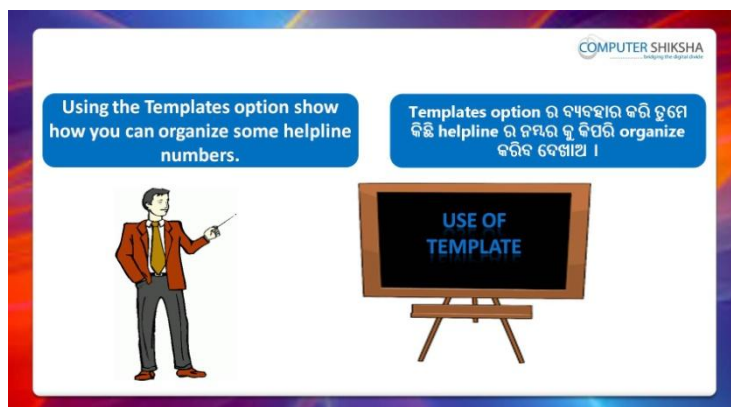 COMPUTER SHIKSHA
bridging the digital divide
Using the Templates option show
how you can organize some helpline
numbers.
Templates option ର ବ୍ୟବହାର କରି ତୁମେ
କିଛି helpline ର ନମ୍ବର କୁ କିପରି organize
କରିବ ଦେଖାଅ ।
USE OF
TEMPLATE